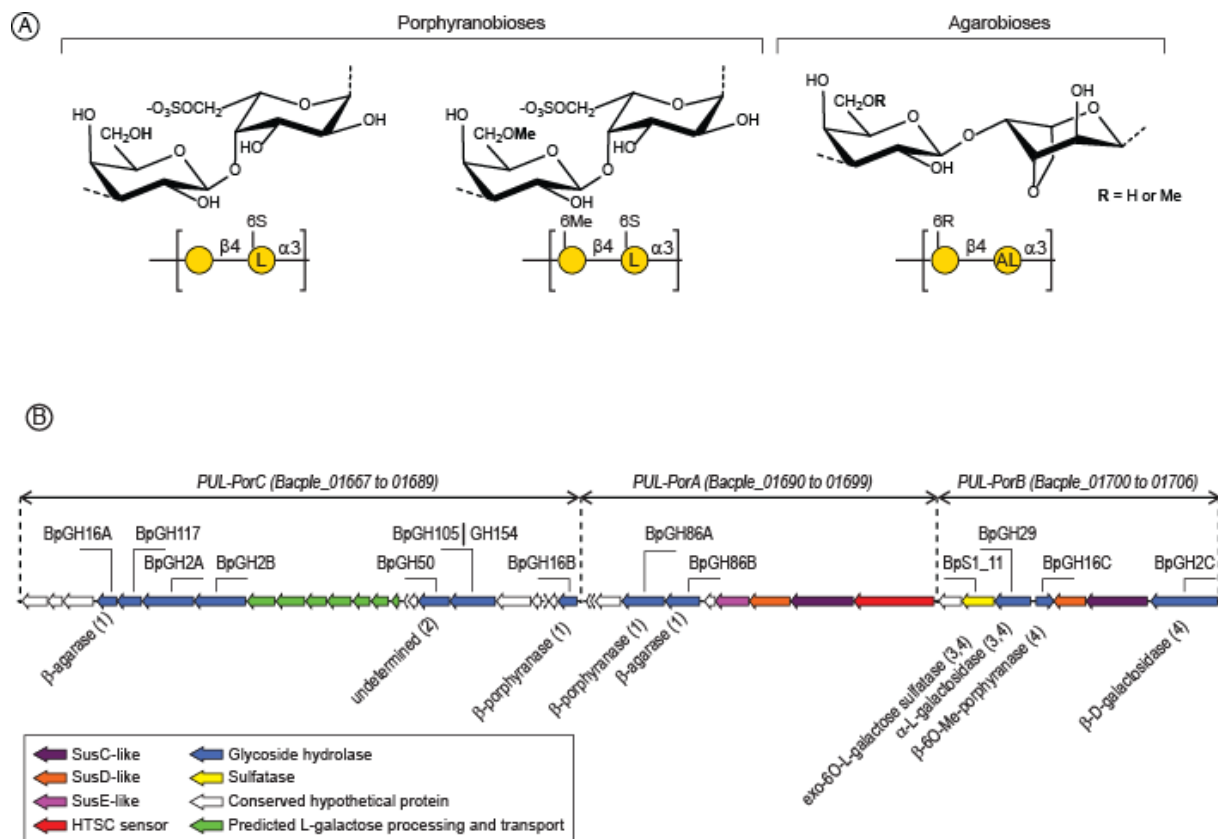 A
Porphyranobioses
Agarobioses
HO
CH₂OH
O
OH
O
-O₃SOCH₂
O
HO
OH
HO
CH₂OMe
O
OH
O
-O₃SOCH₂
O
HO
OH
HO
CH₂OR
O
OH
O
OH
O
O
R = H or Me
6S
β4
L
α3
6Me
6S
β4
L
α3
6R
β4
AL
α3
B
PUL-PorC (Bacple_01667 to 01689)
PUL-PorA (Bacple_01690 to 01699)
PUL-PorB (Bacple_01700 to 01706)
BpGH16A
BpGH117
BpGH2A
BpGH2B
BpGH105
GH154
BpGH50
BpGH16B
BpGH86A
BpGH86B
BpGH29
BpS1_11
BpGH16C
BpGH2C
β-agarase (1)
undetermined (2)
β-porphyranase (1)
β-porphyranase (1)
β-agarase (1)
exo-6O-L-galactose sulfatase (3,4)
α-L-galactosidase (3,4)
β-6O-Me-porphyranase (4)
β-D-galactosidase (4)
SusC-like
Glycoside hydrolase
SusD-like
Sulfatase
SusE-like
Conserved hypothetical protein
HTSC sensor
Predicted L-galactose processing and transport